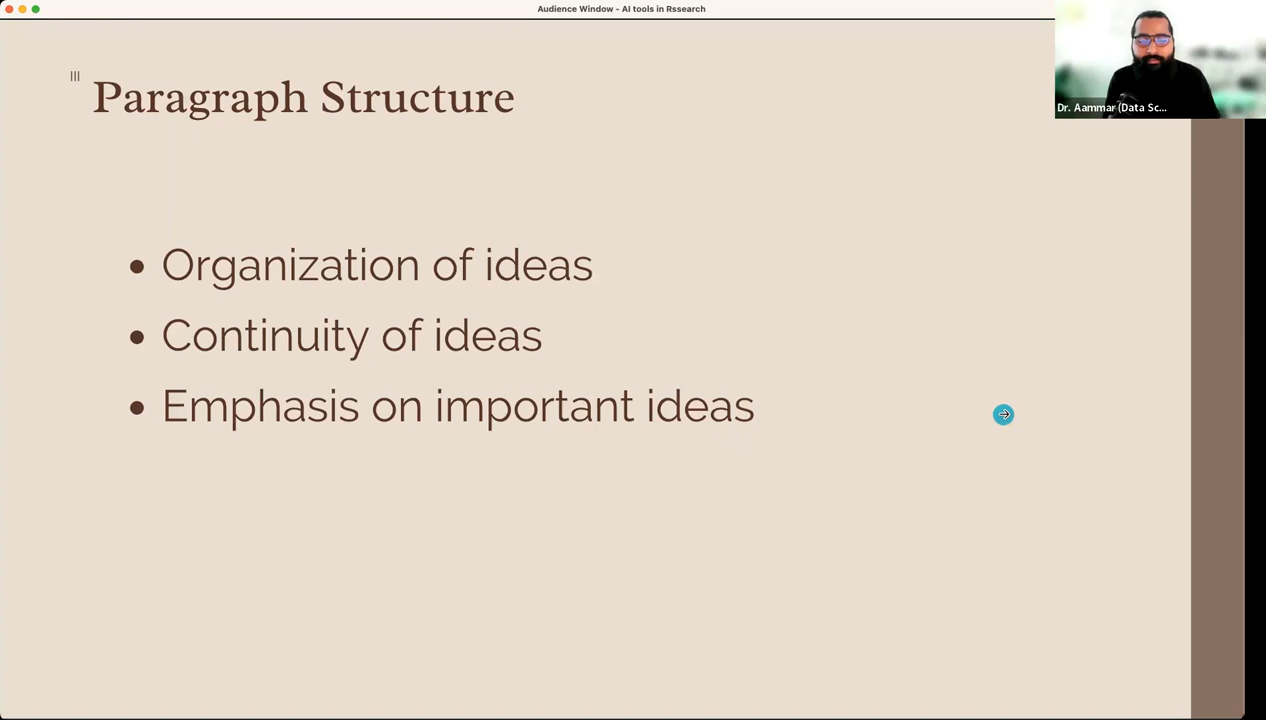 Audience Window - AI tools in Rssearch
Dr. Aammar (Data Sc...
Paragraph Structure
• Organization of ideas
• Continuity of ideas
• Emphasis on important ideas